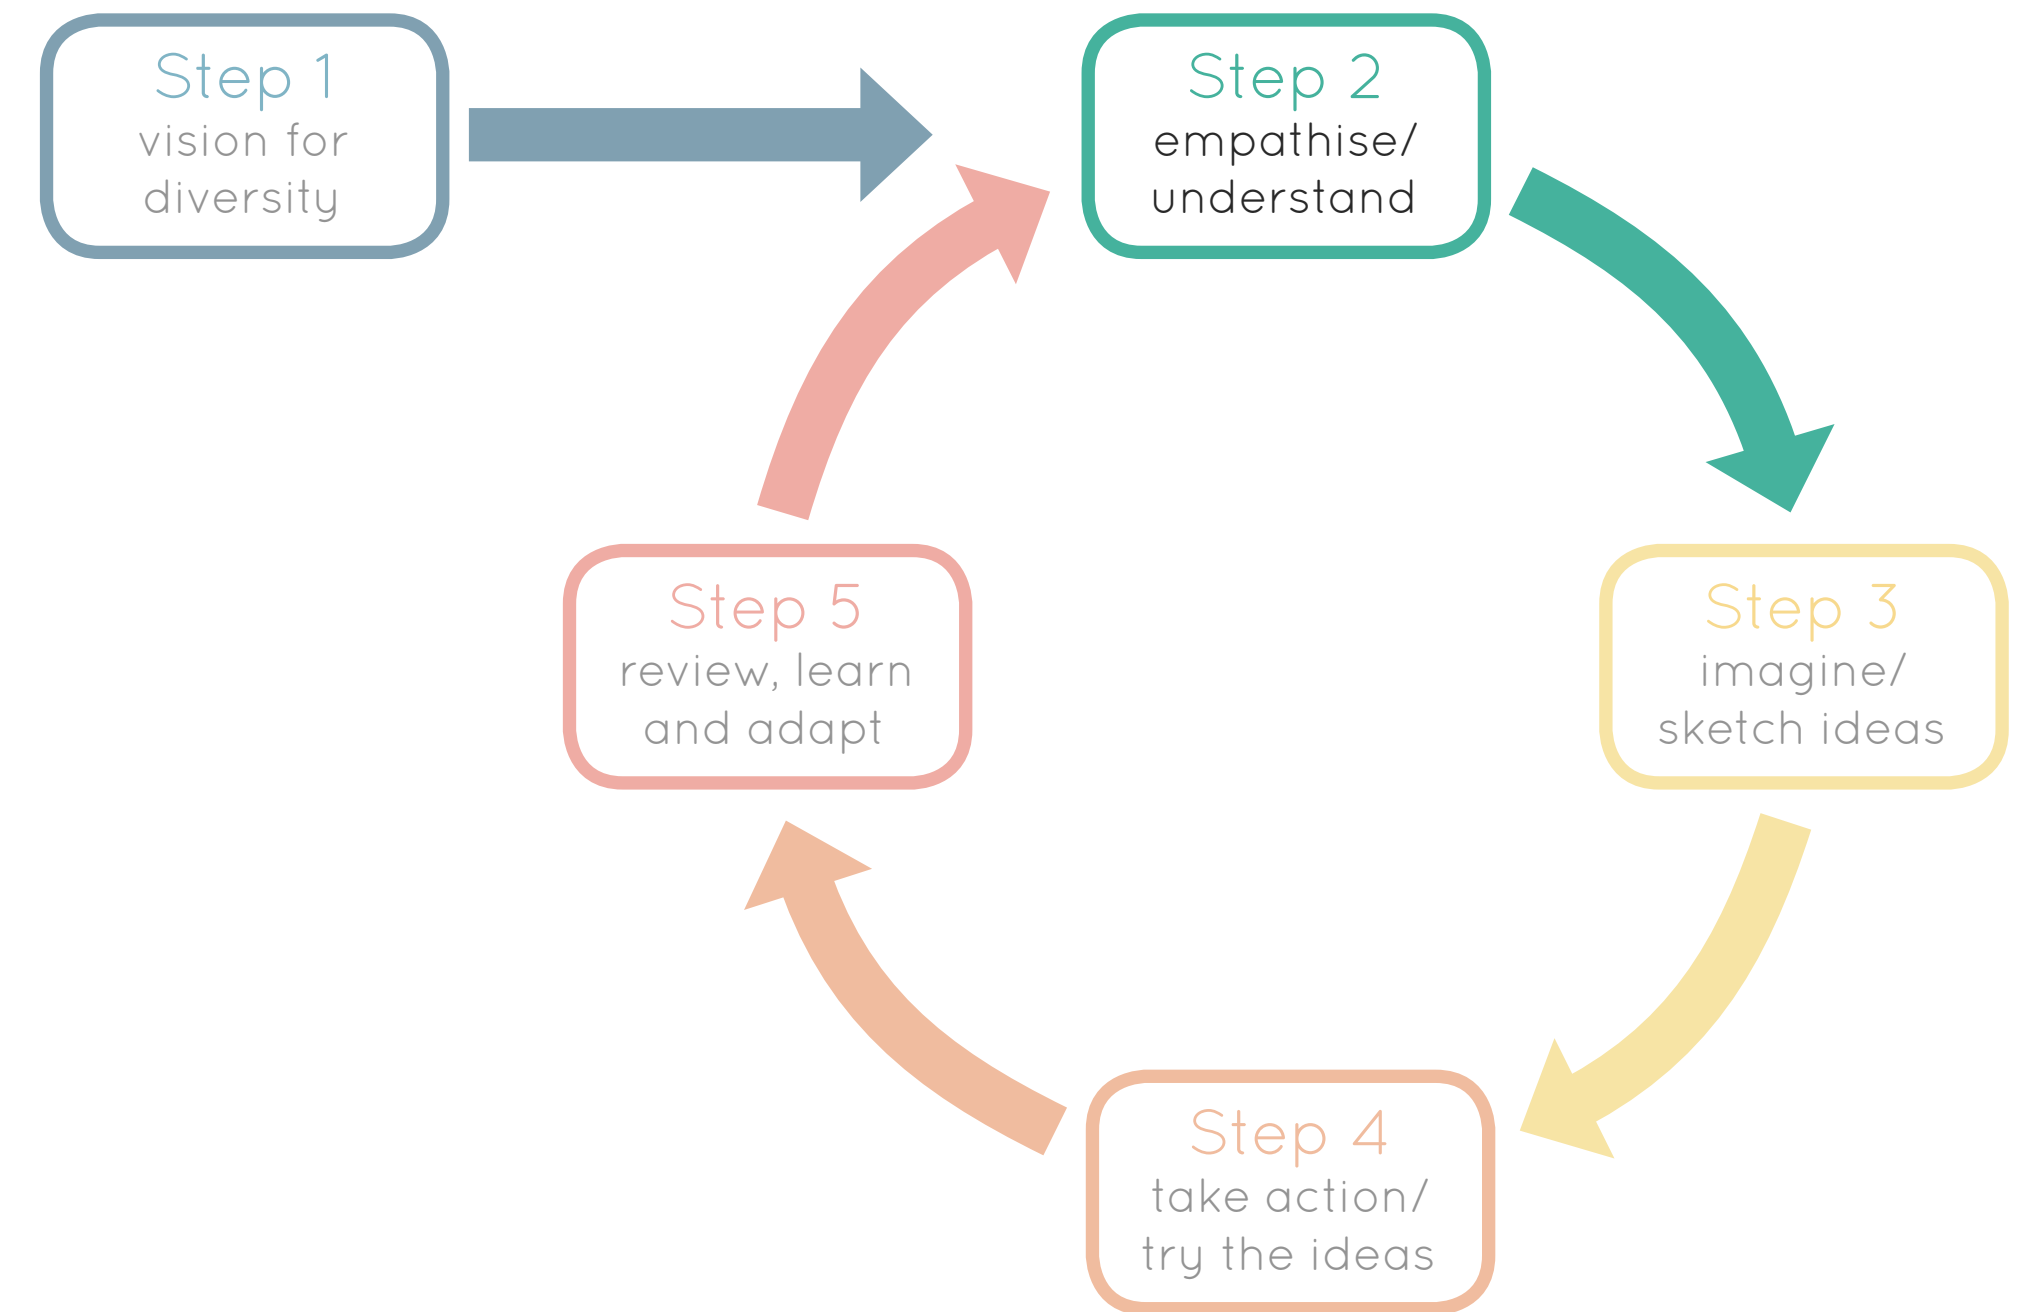 Step 1
vision for
diversity
Step 2
empathise/
understand
Step 3
imagine/
sketch ideas
Step 4
take action/
try the ideas
Step 5
review, learn
and adapt